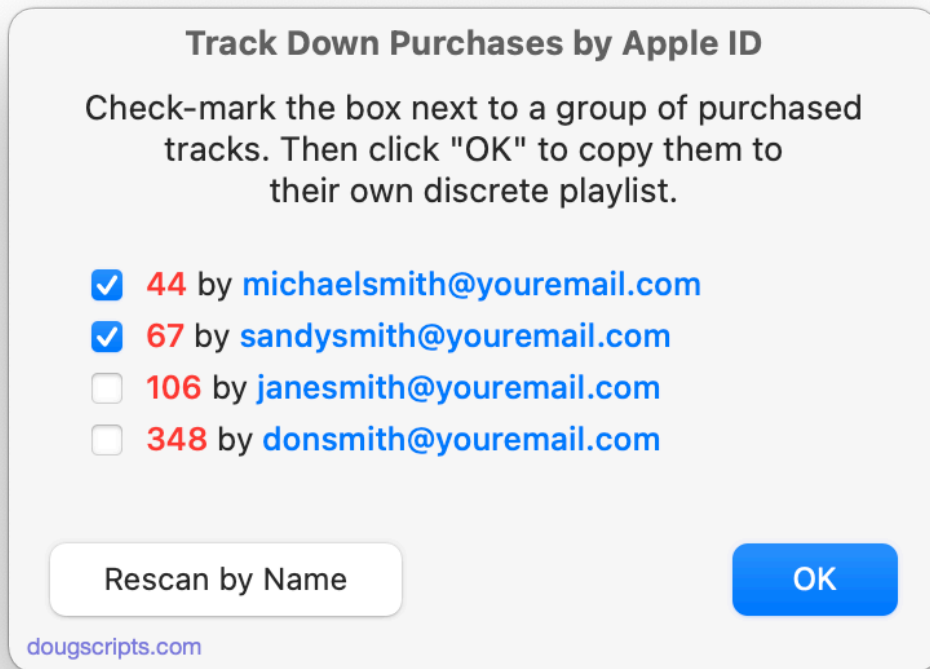 Track Down Purchases by Apple ID
Check-mark the box next to a group of purchased
tracks. Then click "OK" to copy them to
their own discrete playlist.
44 by michaelsmith@youremail.com
67 by sandysmith@youremail.com
106 by janesmith@youremail.com
348 by donsmith@youremail.com
Rescan by Name
OK
dougscripts.com